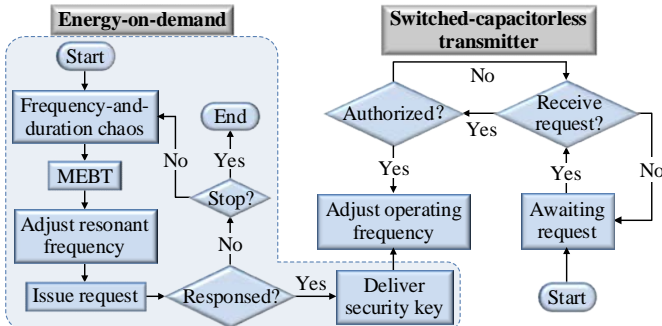 Energy-on-demand
Start
Frequency-and-
duration chaos
MEBT
Adjust resonant
frequency
Issue request
Responsed?
No
Stop?
No
Yes
End
Yes
Deliver
security key
Switched-capacitorless
transmitter
No
Authorized?
Yes
Receive
request?
Yes
Adjust operating
frequency
Yes
No
Awaiting
request
Start